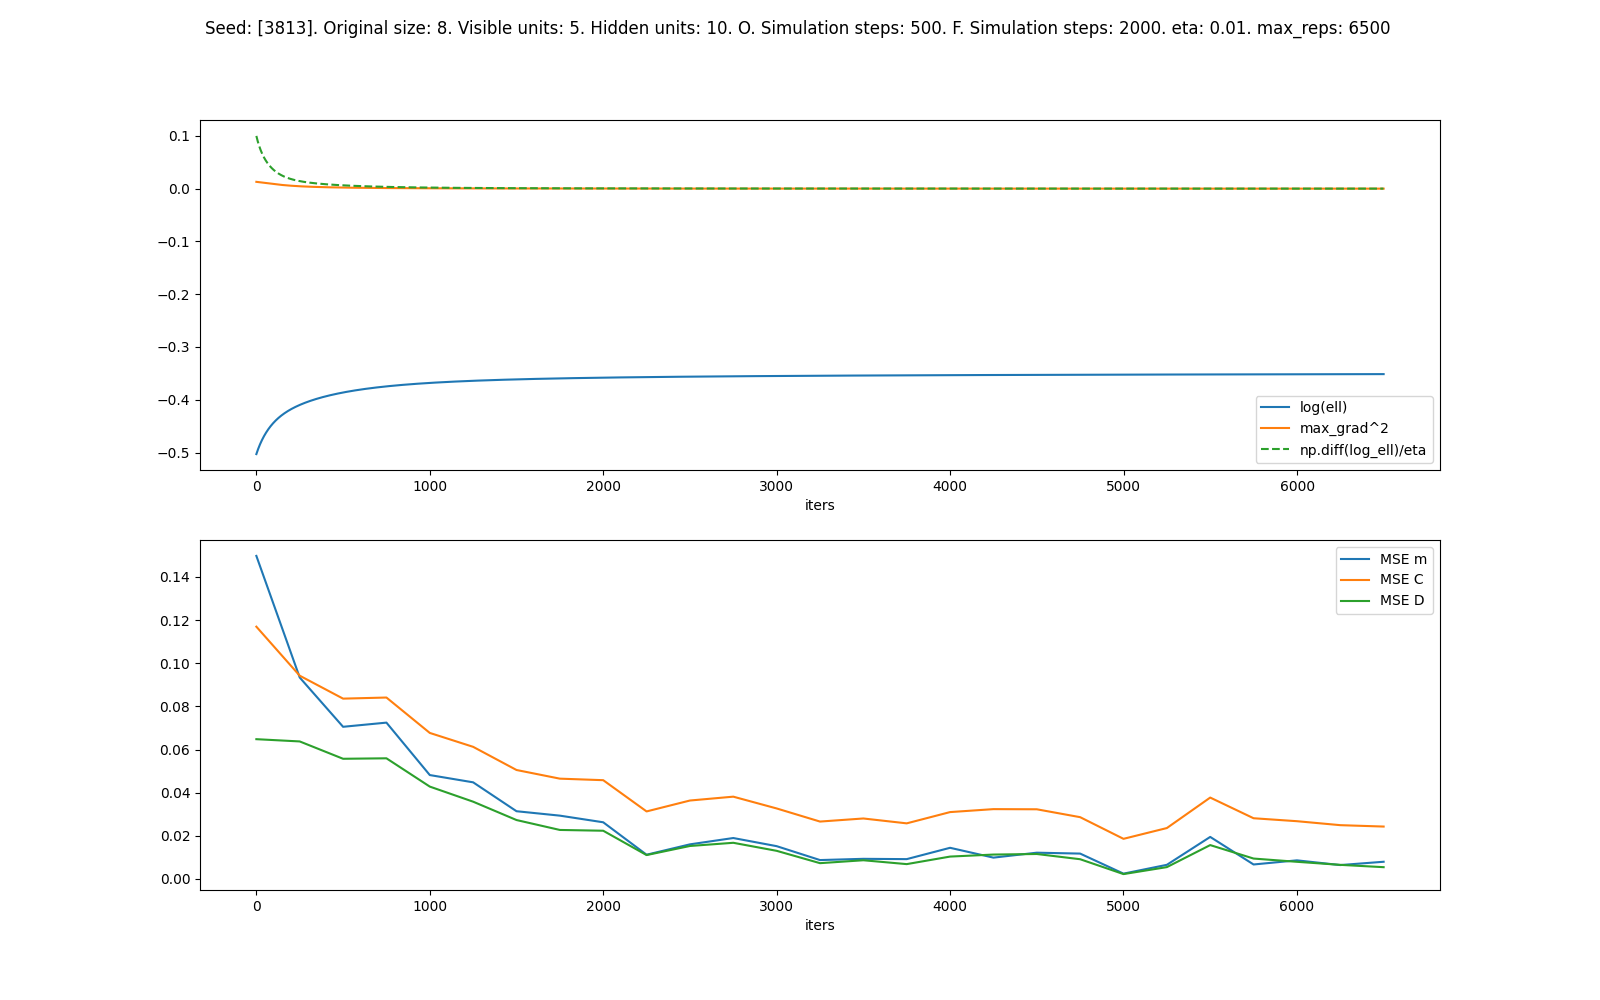 Seed: [3813]. Original size: 8. Visible units: 5. Hidden units: 10. O. Simulation steps: 500. F. Simulation steps: 2000. eta: 0.01. max_reps: 6500
0.1
0.0
−0.1
−0.2
−0.3
−0.4
−0.5
log(ell)
max_grad^2
np.diff(log_ell)/eta
0 1000 2000 3000 4000 5000 6000
iters
MSE m
MSE C
MSE D
0.14
0.12
0.10
0.08
0.06
0.04
0.02
0.00
0 1000 2000 3000 4000 5000 6000
iters